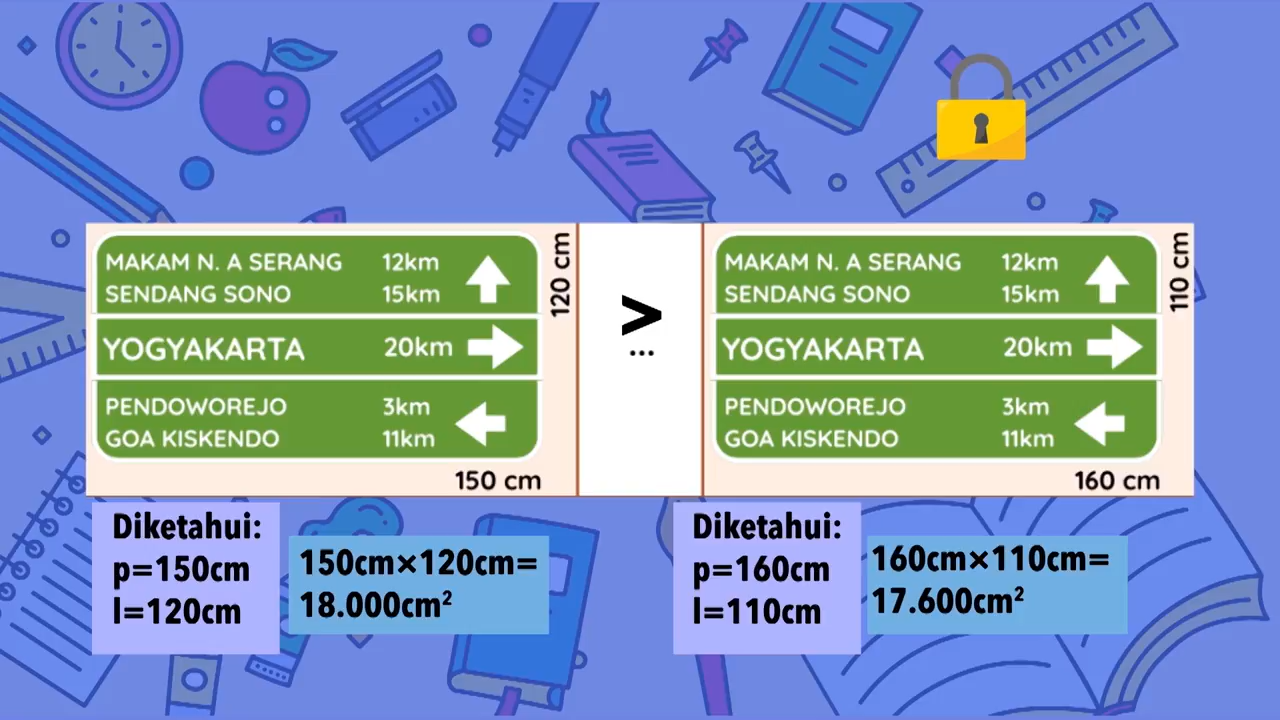 MAKAM N. A SERANG 12km
SENDANG SONO 15km
YOGYAKARTA 20km
PENDOWOREJO 3km
GOA KISKENDO 11km
120 cm
150 cm
>
...
MAKAM N. A SERANG 12km
SENDANG SONO 15km
YOGYAKARTA 20km
PENDOWOREJO 3km
GOA KISKENDO 11km
110 cm
160 cm
Diketahui:
p=150cm
l=120cm
150cm×120cm=
18.000cm²
Diketahui:
p=160cm
l=110cm
160cm×110cm=
17.600cm²